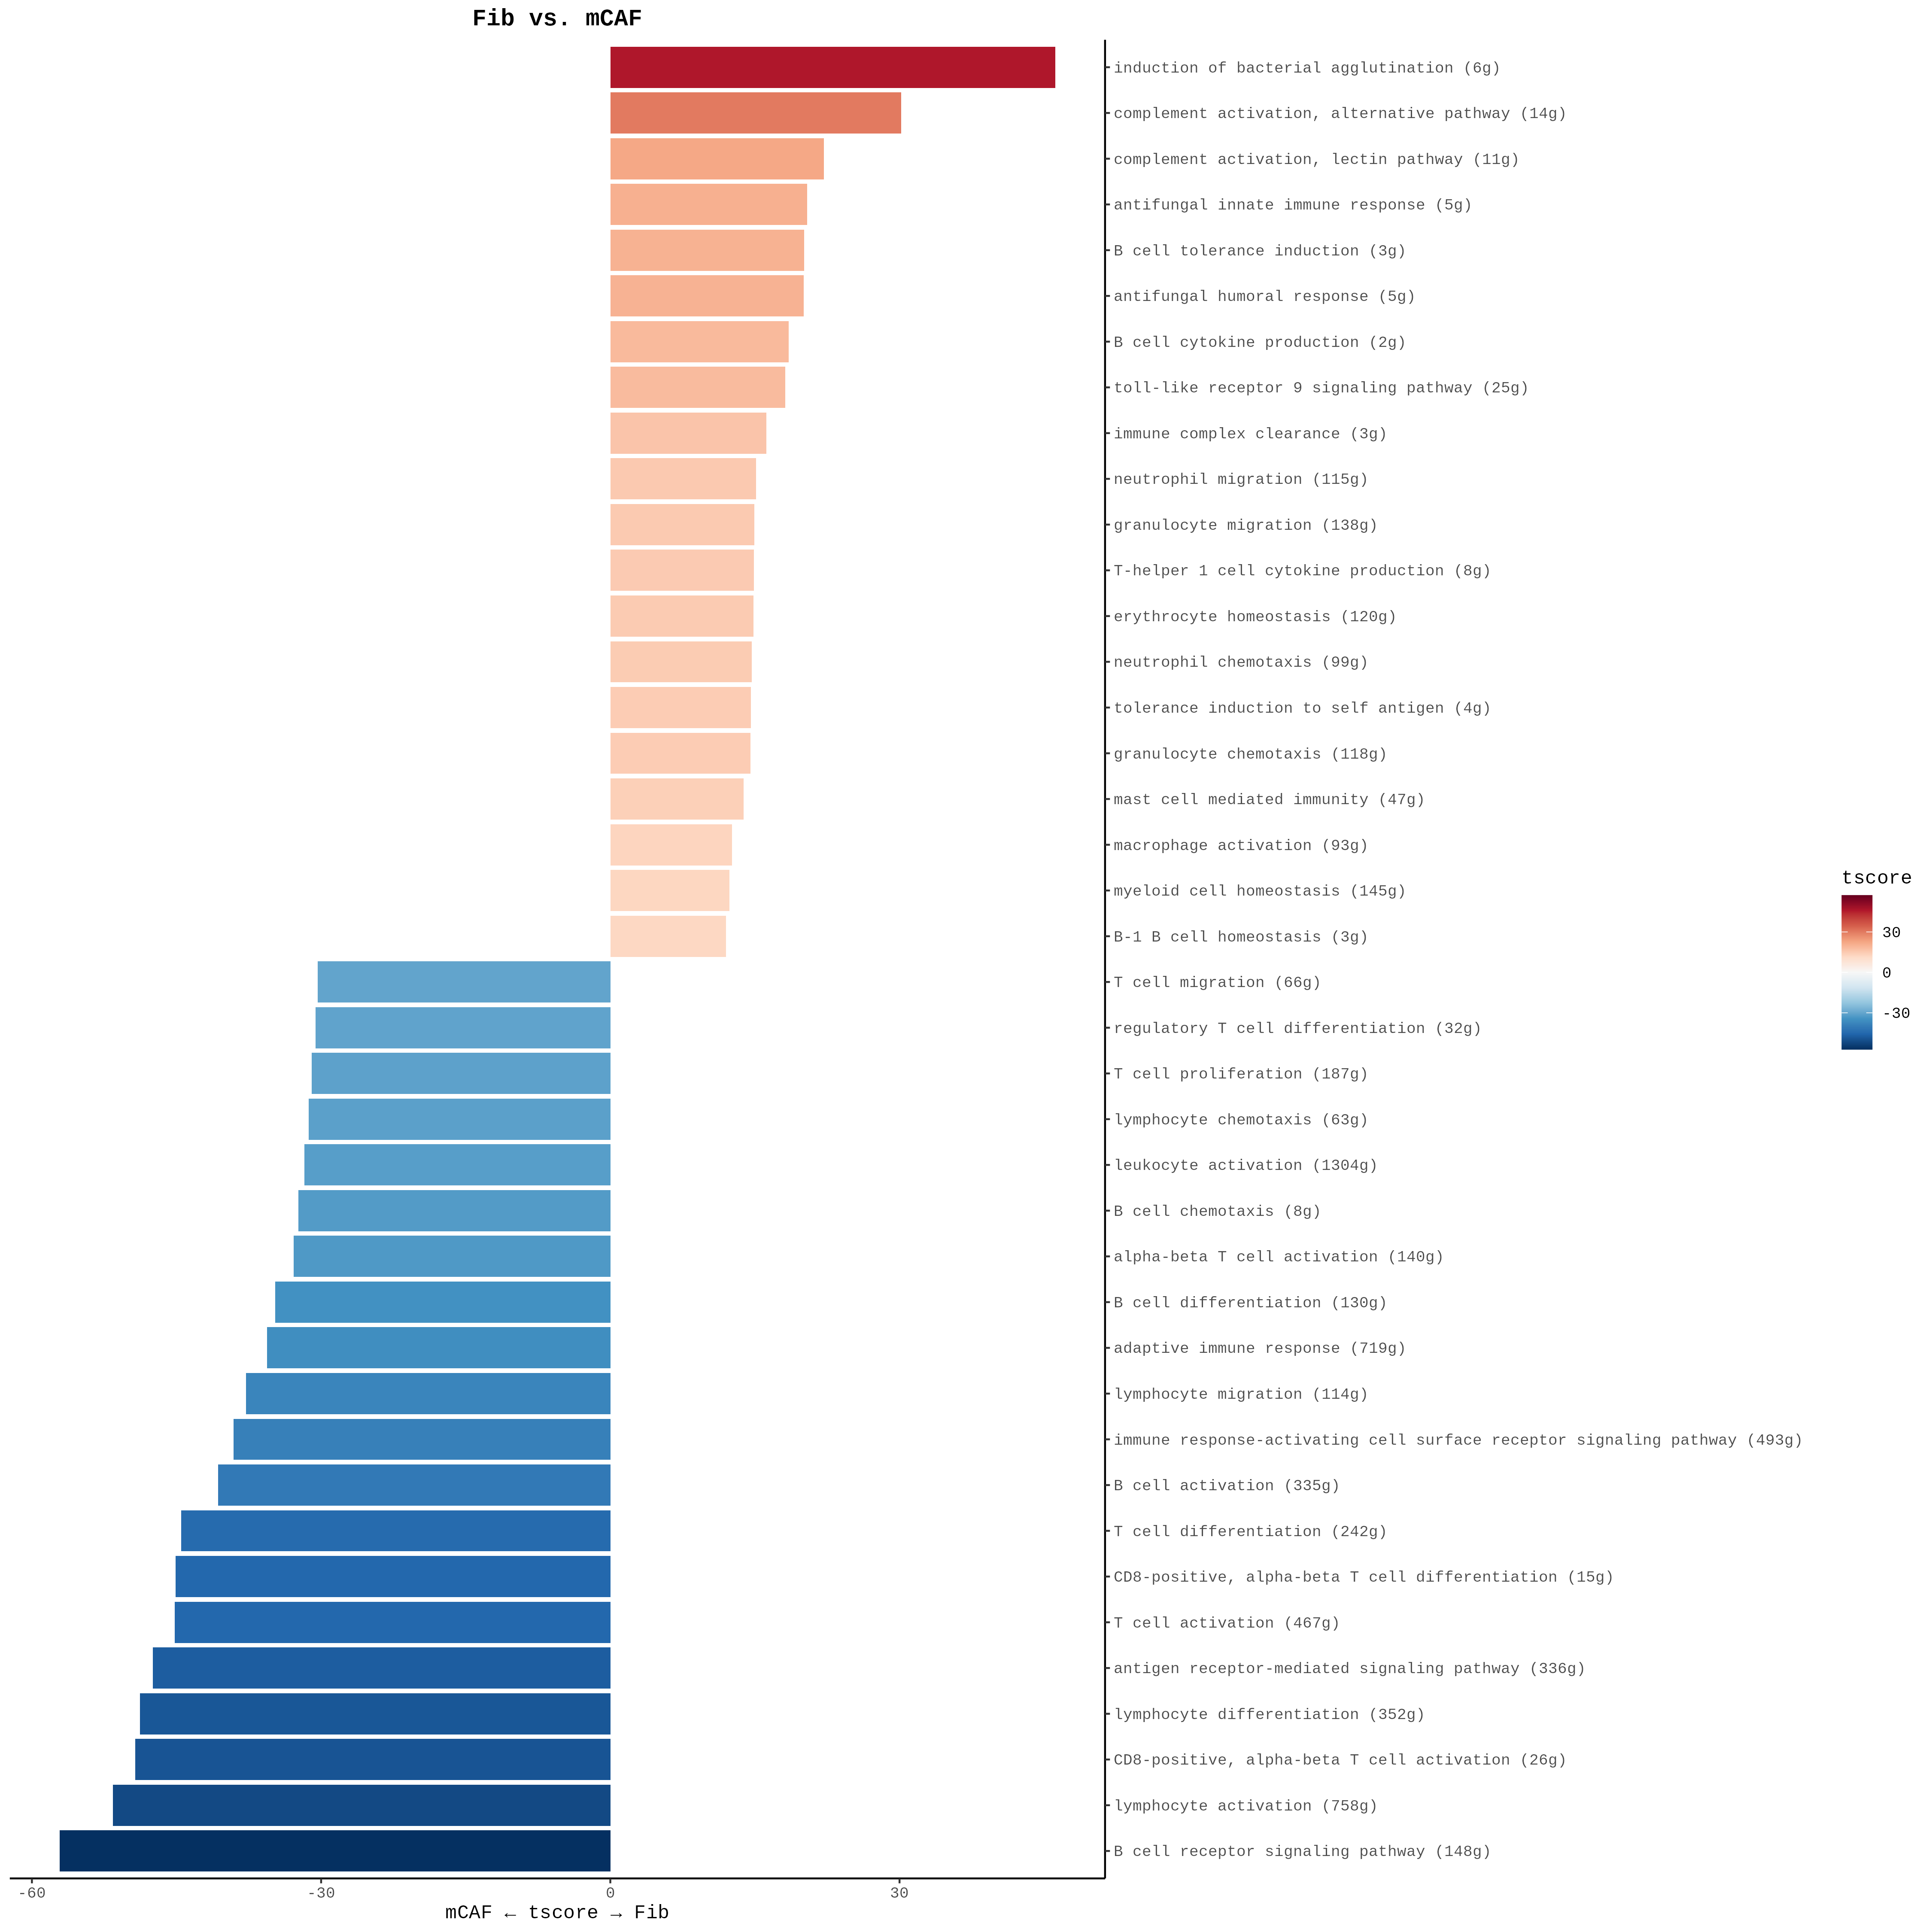 Fib vs. mCAF
induction of bacterial agglutination (6g)
complement activation, alternative pathway (14g)
complement activation, lectin pathway (11g)
antifungal innate immune response (5g)
B cell tolerance induction (3g)
antifungal humoral response (5g)
B cell cytokine production (2g)
toll-like receptor 9 signaling pathway (25g)
immune complex clearance (3g)
neutrophil migration (115g)
granulocyte migration (138g)
T-helper 1 cell cytokine production (8g)
erythrocyte homeostasis (120g)
neutrophil chemotaxis (99g)
tolerance induction to self antigen (4g)
granulocyte chemotaxis (118g)
mast cell mediated immunity (47g)
macrophage activation (93g)
myeloid cell homeostasis (145g)
B-1 B cell homeostasis (3g)
T cell migration (66g)
regulatory T cell differentiation (32g)
T cell proliferation (187g)
lymphocyte chemotaxis (63g)
leukocyte activation (1304g)
B cell chemotaxis (8g)
alpha-beta T cell activation (140g)
B cell differentiation (130g)
adaptive immune response (719g)
lymphocyte migration (114g)
immune response-activating cell surface receptor signaling pathway (493g)
B cell activation (335g)
T cell differentiation (242g)
CD8-positive, alpha-beta T cell differentiation (15g)
T cell activation (467g)
antigen receptor-mediated signaling pathway (336g)
lymphocyte differentiation (352g)
CD8-positive, alpha-beta T cell activation (26g)
lymphocyte activation (758g)
B cell receptor signaling pathway (148g)
-60 -30 0 30
mCAF ← tscore → Fib
tscore
30
0
-30